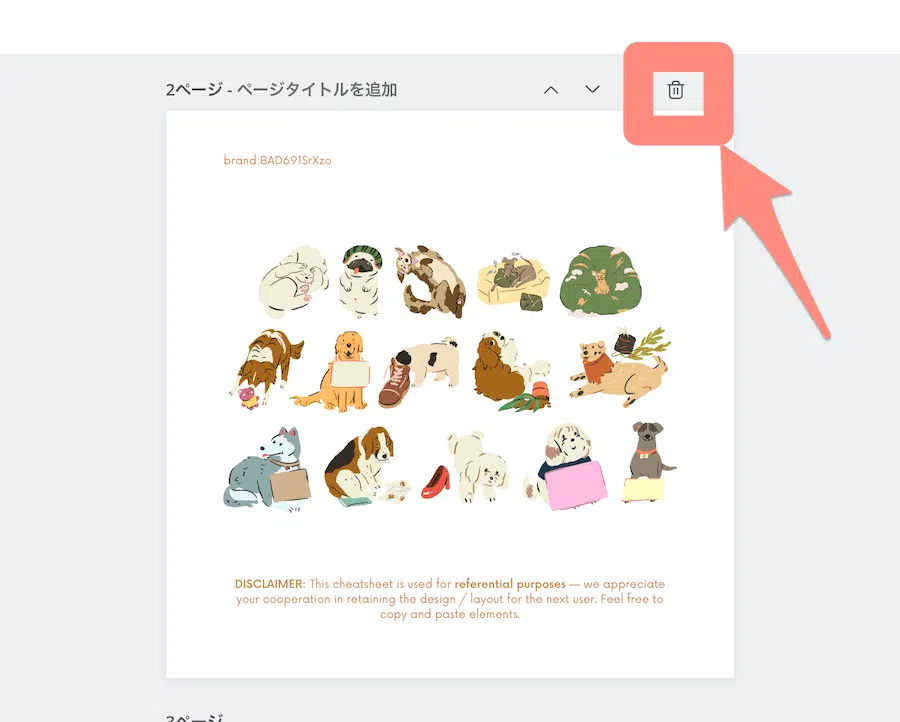 2ページ - ページタイトルを追加
brand:BAD691SrXzo
DISCLAIMER: This cheatsheet is used for referential purposes — we appreciate
your cooperation in retaining the design / layout for the next user. Feel free to
copy and paste elements.
3ページ